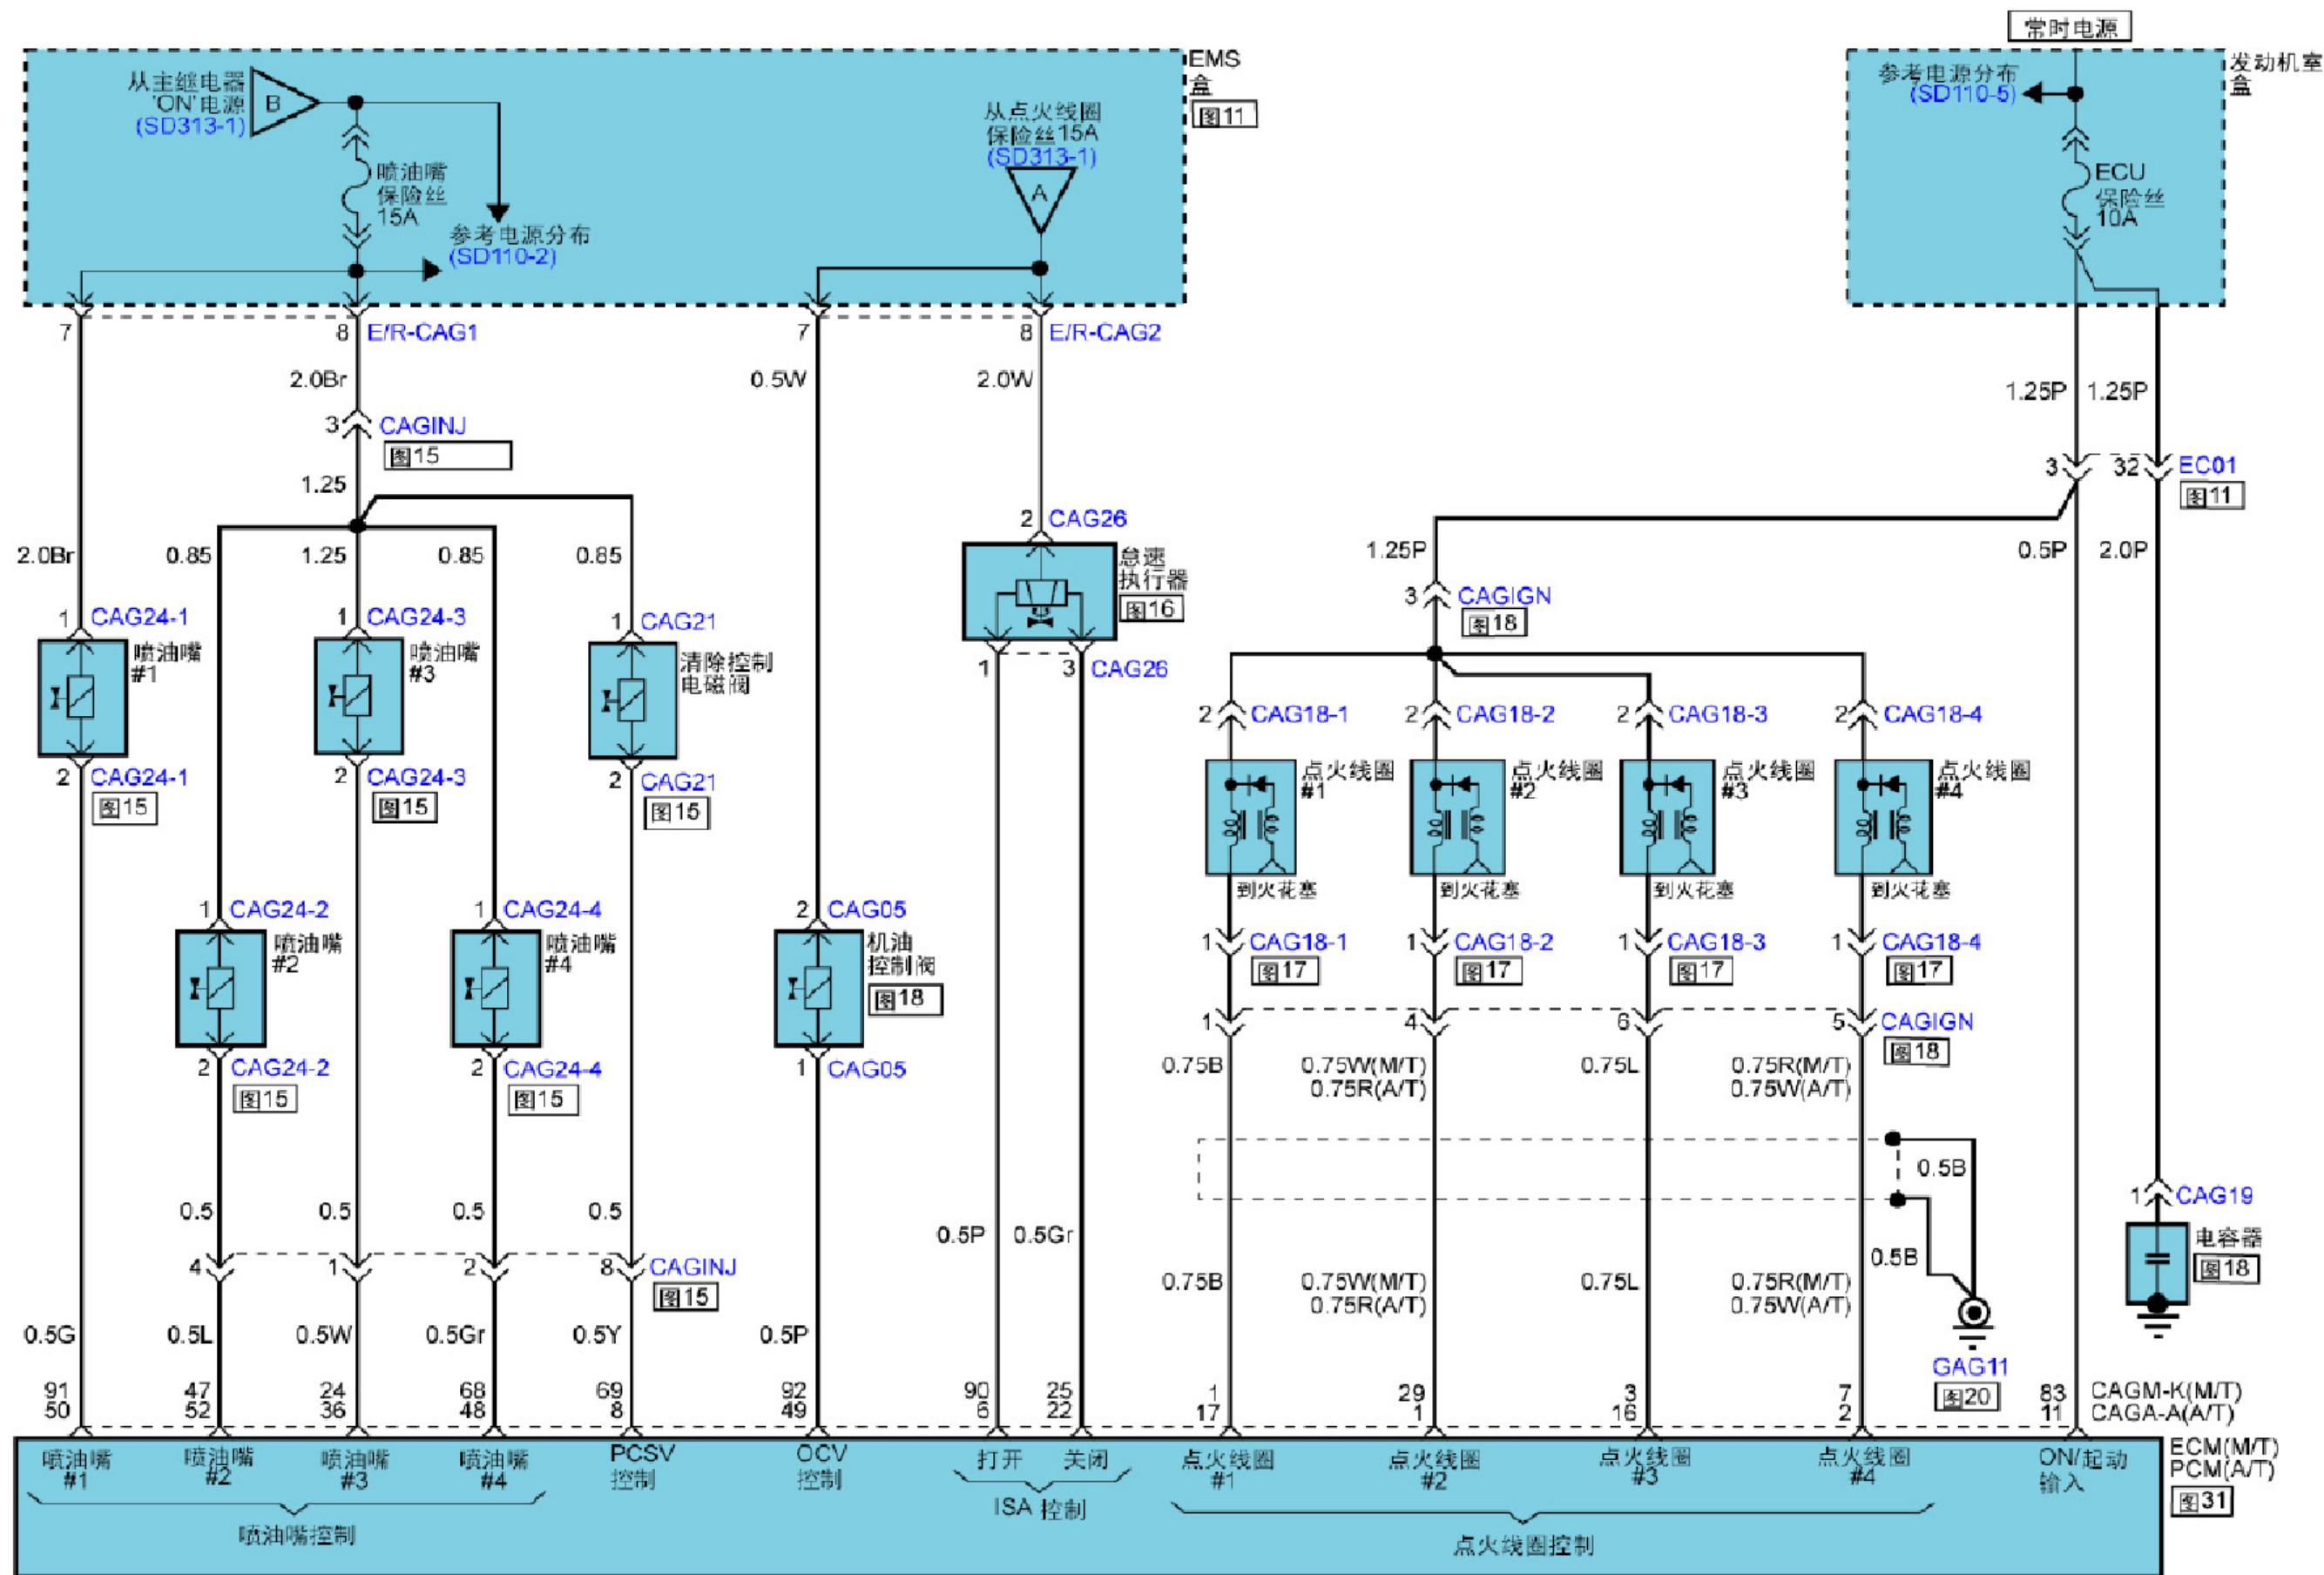 常时电源
EMS
盒
图11
发动机室
盒
从主继电器
'ON'电源
(SD313-1)
B
喷油嘴
保险丝
15A
参考电源分布
(SD110-2)
从点火线圈
保险丝15A
(SD313-1)
A
参考电源分布
(SD110-5)
ECU
保险丝
10A
7
8
E/R-CAG1
7
8
E/R-CAG2
2.0Br
0.5W
2.0W
1.25P
1.25P
3
CAGINJ
图15
1.25
3
32
EC01
图11
2
CAG26
怠速
执行器
图16
2.0Br
0.85
1.25
0.85
0.85
1.25P
0.5P
2.0P
3
CAGIGN
图18
1
CAG24-1
1
CAG24-3
1
CAG21
喷油嘴
#1
喷油嘴
#3
清除控制
电磁阀
1
3
CAG26
2
CAG18-1
2
CAG18-2
2
CAG18-3
2
CAG18-4
2
CAG24-1
图15
2
CAG24-3
图15
2
CAG21
图15
点火线圈
#1
点火线圈
#2
点火线圈
#3
点火线圈
#4
到火花塞
到火花塞
到火花塞
到火花塞
1
CAG24-2
1
CAG24-4
2
CAG05
喷油嘴
#2
喷油嘴
#4
机油
控制阀
图18
1
CAG18-1
图17
1
CAG18-2
图17
1
CAG18-3
图17
1
CAG18-4
图17
1
4
6
5
CAGIGN
图18
2
CAG24-2
图15
2
CAG24-4
图15
1
CAG05
0.75B
0.75W(M/T)
0.75R(A/T)
0.75L
0.75R(M/T)
0.75W(A/T)
0.5B
0.5
0.5
0.5
0.5
0.5P
0.5Gr
1
CAG19
电容器
图18
4
1
2
8
CAGINJ
图15
0.75B
0.75W(M/T)
0.75R(A/T)
0.75L
0.75R(M/T)
0.75W(A/T)
0.5B
0.5G
0.5L
0.5W
0.5Gr
0.5Y
0.5P
GAG11
图20
91
50
47
52
24
36
68
48
69
8
92
49
90
6
25
22
1
17
29
1
3
16
7
2
83
11
CAGM-K(M/T)
CAGA-A(A/T)
喷油嘴
#1
喷油嘴
#2
喷油嘴
#3
喷油嘴
#4
PCSV
控制
OCV
控制
打开
关闭
点火线圈
#1
点火线圈
#2
点火线圈
#3
点火线圈
#4
ON/起动
输入
ECM(M/T)
PCM(A/T)
图31
喷油嘴控制
ISA 控制
点火线圈控制